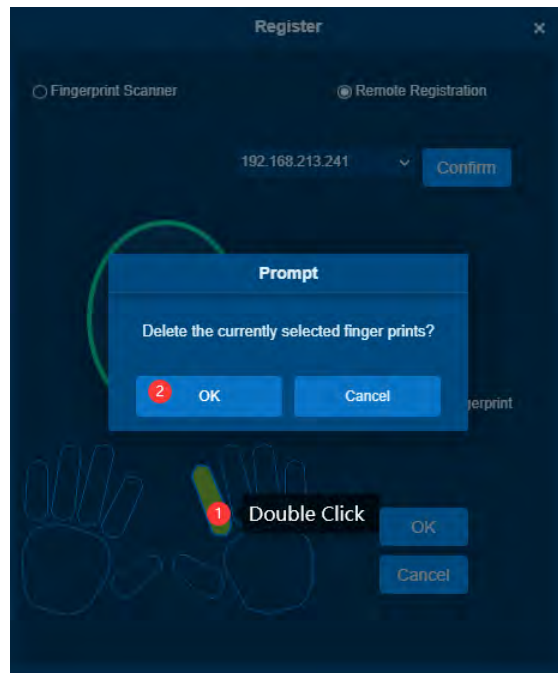 Register ×
Fingerprint Scanner Remote Registration
192.168.213.241 Confirm
Prompt
Delete the currently selected finger prints?
2 OK Cancel
1 Double Click
OK
Cancel